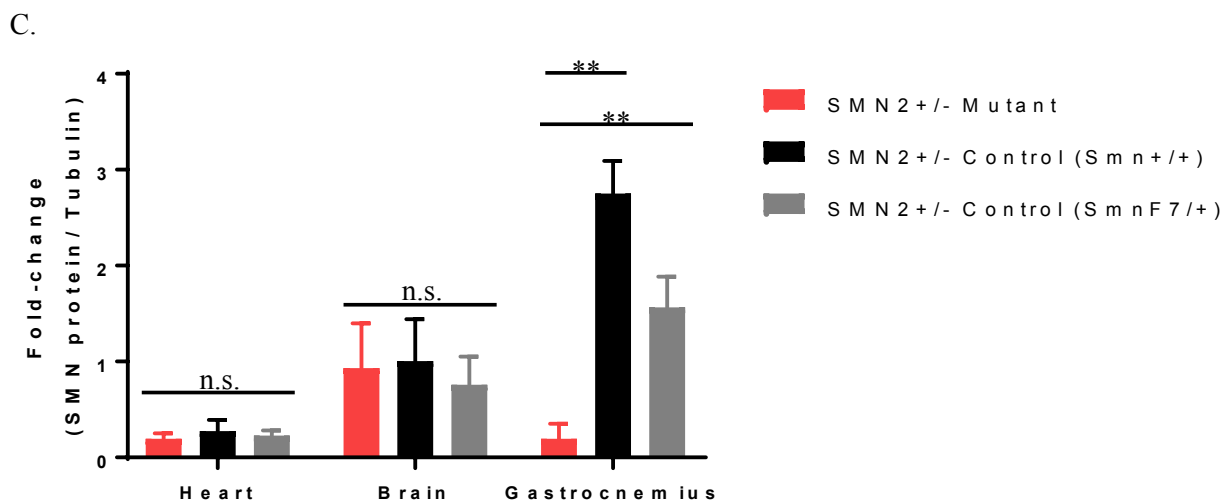 C.
Fold-change
(SMN protein/Tubulin)
4
3
2
1
0
n.s.
n.s.
**
**
Heart
Brain
Gastrocnemius
SMN2+/- Mutant
SMN2+/- Control (Smn+/+)
SMN2+/- Control (SmnF7/+)